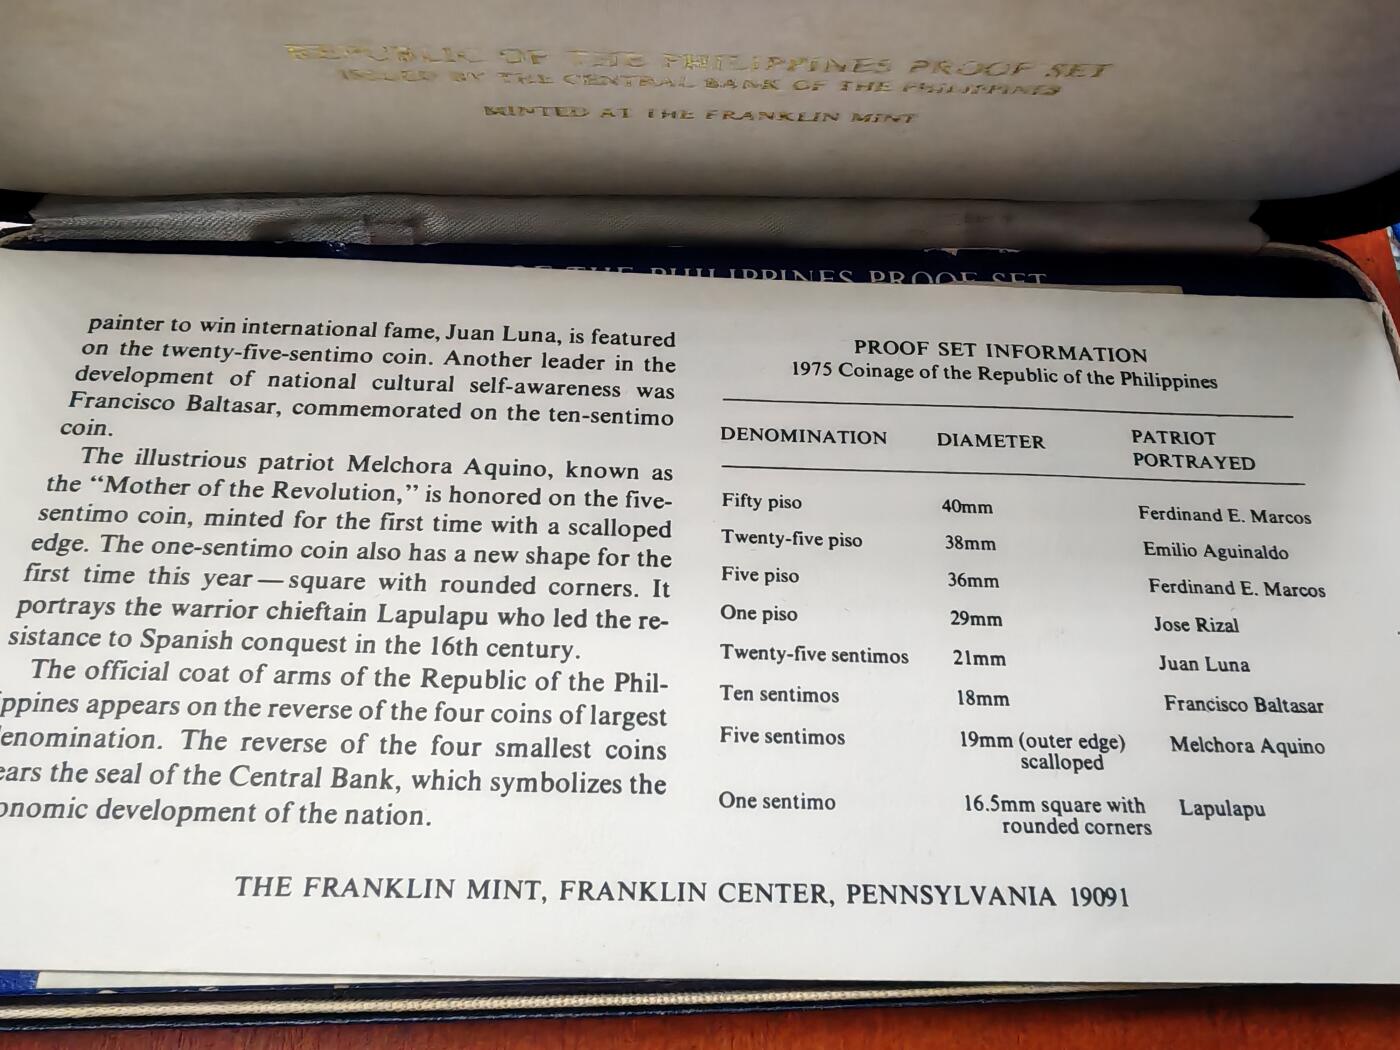 REPUBLIC OF THE PHILIPPINES PROOF SET
ISSUED BY THE CENTRAL BANK OF THE PHILIPPINES
MINTED AT THE FRANKLIN MINT
OF THE PHILIPPINES PROOF SET
painter to win international fame, Juan Luna, is featured
on the twenty-five-sentimo coin. Another leader in the
development of national cultural self-awareness was
Francisco Baltasar, commemorated on the ten-sentimo
coin.
The illustrious patriot Melchora Aquino, known as
the “Mother of the Revolution,” is honored on the five-
sentimo coin, minted for the first time with a scalloped
edge. The one-sentimo coin also has a new shape for the
first time this year — square with rounded corners. It
portrays the warrior chieftain Lapulapu who led the re-
sistance to Spanish conquest in the 16th century.
The official coat of arms of the Republic of the Phil-
ppines appears on the reverse of the four coins of largest
enomination. The reverse of the four smallest coins
ears the seal of the Central Bank, which symbolizes the
onomic development of the nation.
PROOF SET INFORMATION
1975 Coinage of the Republic of the Philippines
DENOMINATION DIAMETER PATRIOT
PORTRAYED
Fifty piso 40mm Ferdinand E. Marcos
Twenty-five piso 38mm Emilio Aguinaldo
Five piso 36mm Ferdinand E. Marcos
One piso 29mm Jose Rizal
Twenty-five sentimos 21mm Juan Luna
Ten sentimos 18mm Francisco Baltasar
Five sentimos 19mm (outer edge) Melchora Aquino
scalloped
One sentimo 16.5mm square with Lapulapu
rounded corners
THE FRANKLIN MINT, FRANKLIN CENTER, PENNSYLVANIA 19091